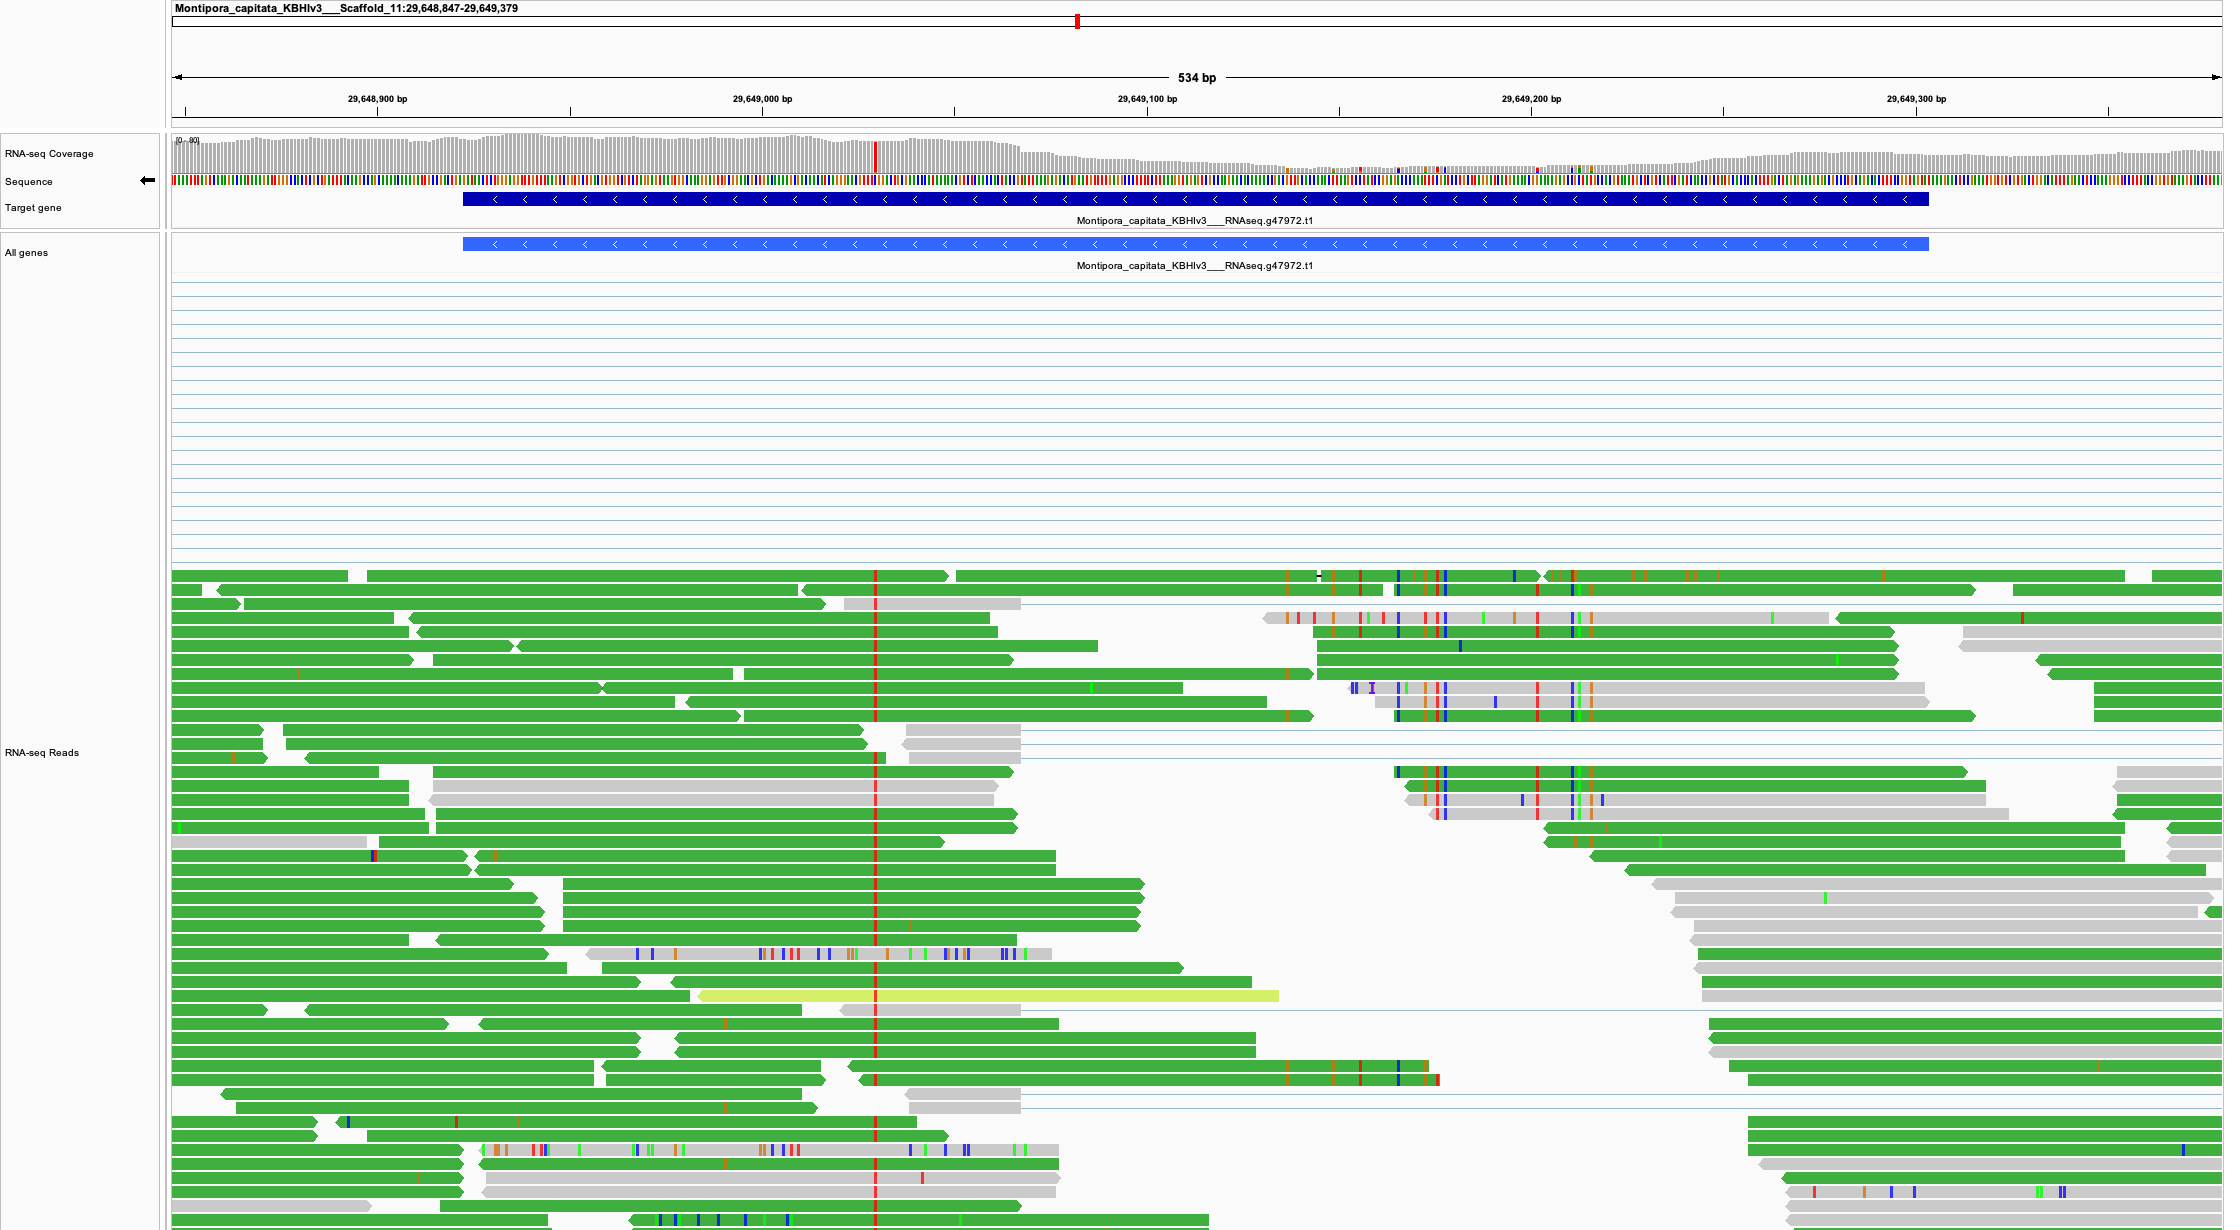 Montipora_capitata_KBHIv3___Scaffold_11:29,648,847-29,649,379
534 bp
29,648,900 bp 29,649,000 bp 29,649,100 bp 29,649,200 bp 29,649,300 bp
[0 - 80]
RNA-seq Coverage
Sequence
Target gene
Montipora_capitata_KBHIv3___RNAseq.g47972.t1
All genes
Montipora_capitata_KBHIv3___RNAseq.g47972.t1
RNA-seq Reads